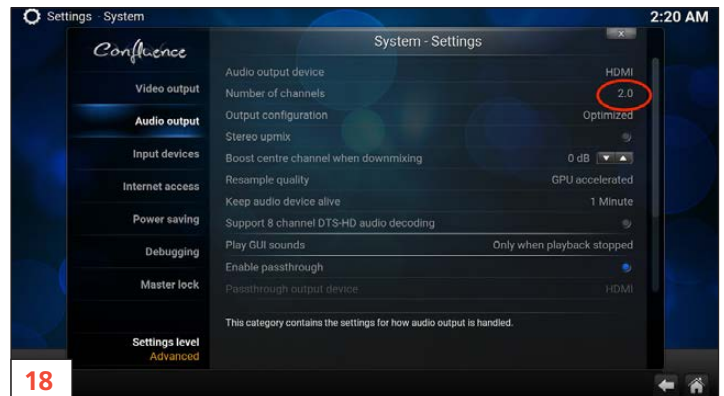 Settings - System
2:20 AM
Confluence
System - Settings
x
Video output
Audio output
Input devices
Internet access
Power saving
Debugging
Master lock
Settings level
Advanced
Audio output device HDMI
Number of channels 2.0
Output configuration Optimized
Stereo upmix
Boost centre channel when downmixing 0 dB
Resample quality GPU accelerated
Keep audio device alive 1 Minute
Support 8 channel DTS-HD audio decoding
Play GUI sounds Only when playback stopped
Enable passthrough
Passthrough output device HDMI
This category contains the settings for how audio output is handled.
18